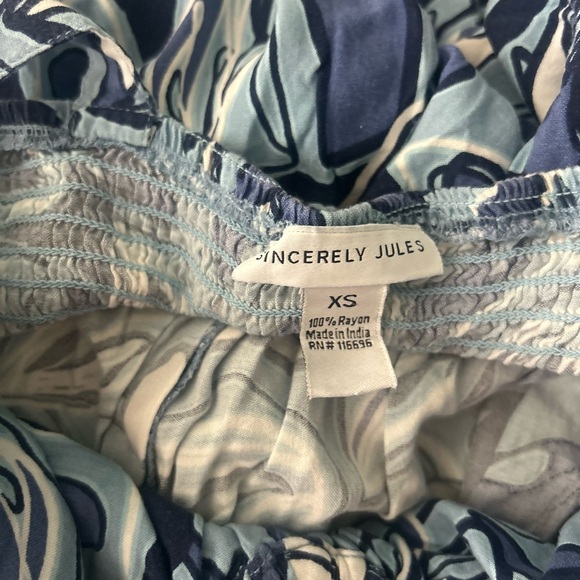 SINCERELY JULES
XS
100% Rayon
Made in India
RN# 116696